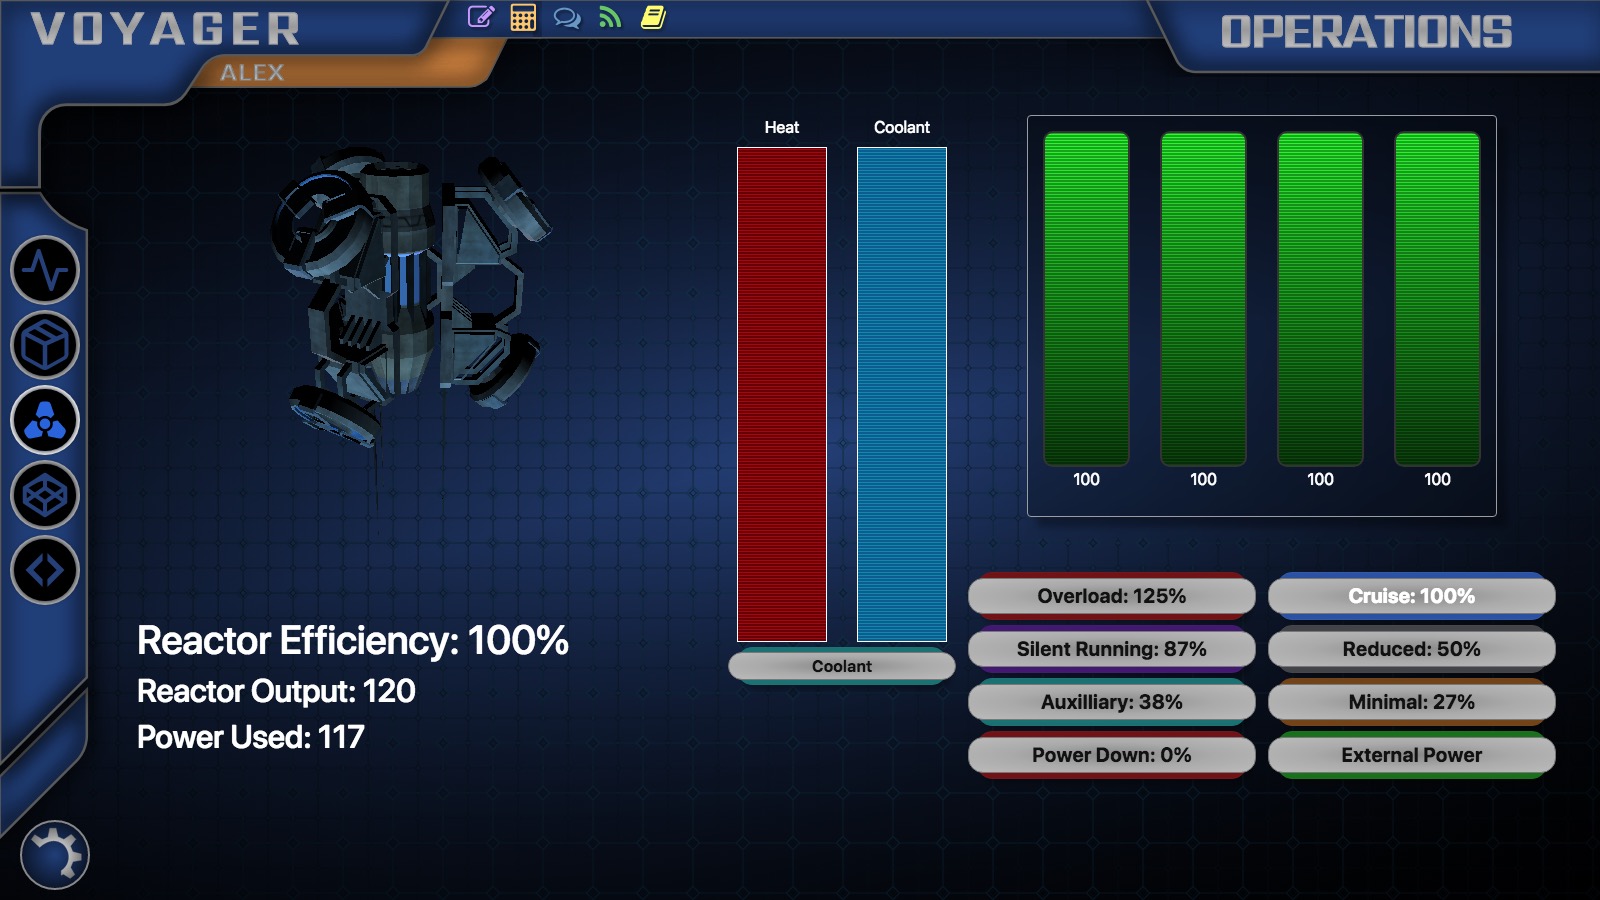 VOYAGER
OPERATIONS
ALEX
Heat
Coolant
100
100
100
100
Overload: 125%
Cruise: 100%
Reactor Efficiency: 100%
Silent Running: 87%
Reduced: 50%
Coolant
Reactor Output: 120
Auxilliary: 38%
Minimal: 27%
Power Used: 117
Power Down: 0%
External Power